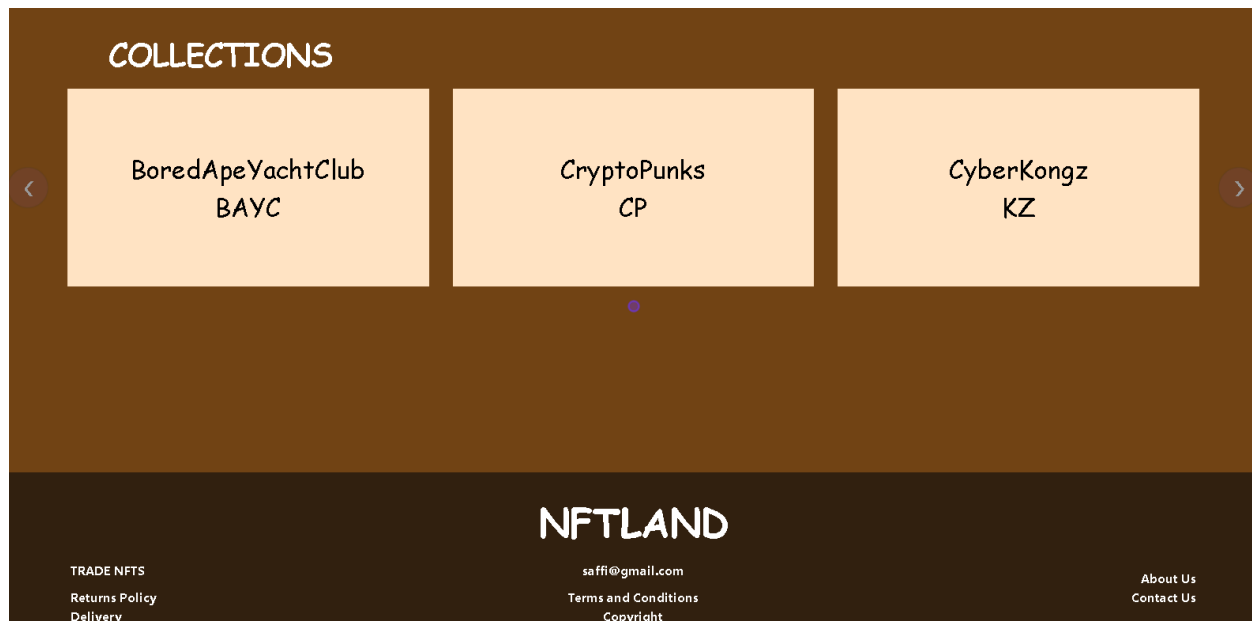 COLLECTIONS
BoredApeYachtClub
BAYC
CryptoPunks
CP
CyberKongz
KZ
NFTLAND
TRADE NFTS
Returns Policy
Delivery
saffi@gmail.com
Terms and Conditions
Copyright
About Us
Contact Us